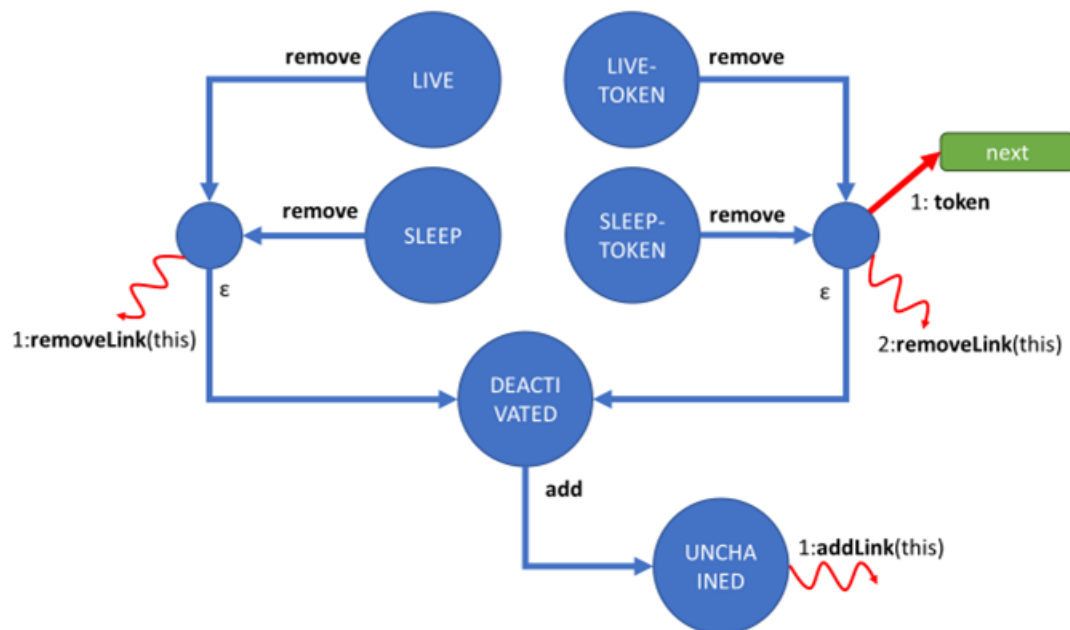 remove
LIVE
LIVE-
TOKEN
remove
next
1: token
remove
SLEEP
SLEEP-
TOKEN
remove
ε
ε
1:removeLink(this)
2:removeLink(this)
DEACTI
VATED
add
UNCHA
INED
1:addLink(this)